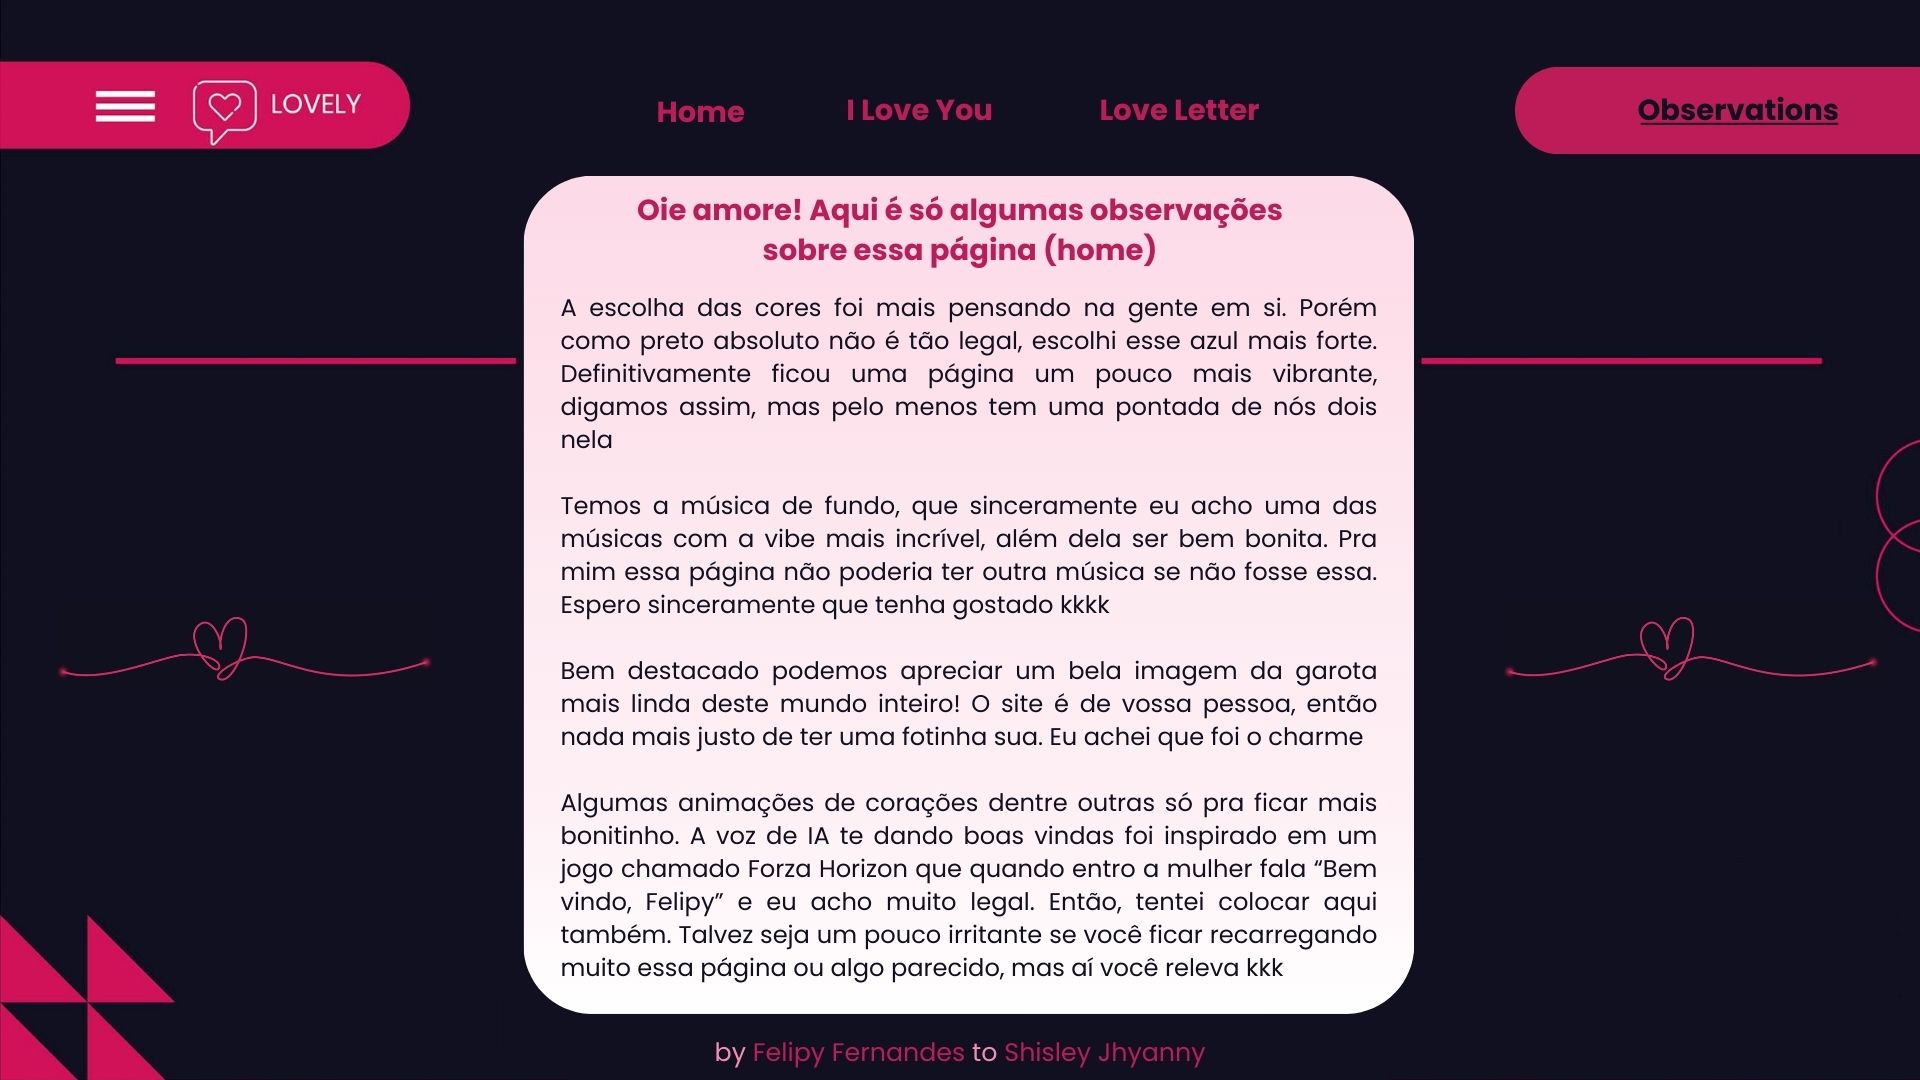 LOVELY
Home
I Love You
Love Letter
Observations
Oie amore! Aqui é só algumas observações
sobre essa página (home)
A escolha das cores foi mais pensando na gente em si. Porém
como preto absoluto não é tão legal, escolhi esse azul mais forte.
Definitivamente ficou uma página um pouco mais vibrante,
digamos assim, mas pelo menos tem uma pontada de nós dois
nela
Temos a música de fundo, que sinceramente eu acho uma das
músicas com a vibe mais incrível, além dela ser bem bonita. Pra
mim essa página não poderia ter outra música se não fosse essa.
Espero sinceramente que tenha gostado kkkk
Bem destacado podemos apreciar um bela imagem da garota
mais linda deste mundo inteiro! O site é de vossa pessoa, então
nada mais justo de ter uma fotinha sua. Eu achei que foi o charme
Algumas animações de corações dentre outras só pra ficar mais
bonitinho. A voz de IA te dando boas vindas foi inspirado em um
jogo chamado Forza Horizon que quando entro a mulher fala “Bem
vindo, Felipy” e eu acho muito legal. Então, tentei colocar aqui
também. Talvez seja um pouco irritante se você ficar recarregando
muito essa página ou algo parecido, mas aí você releva kkk
by Felipy Fernandes to Shisley Jhyanny